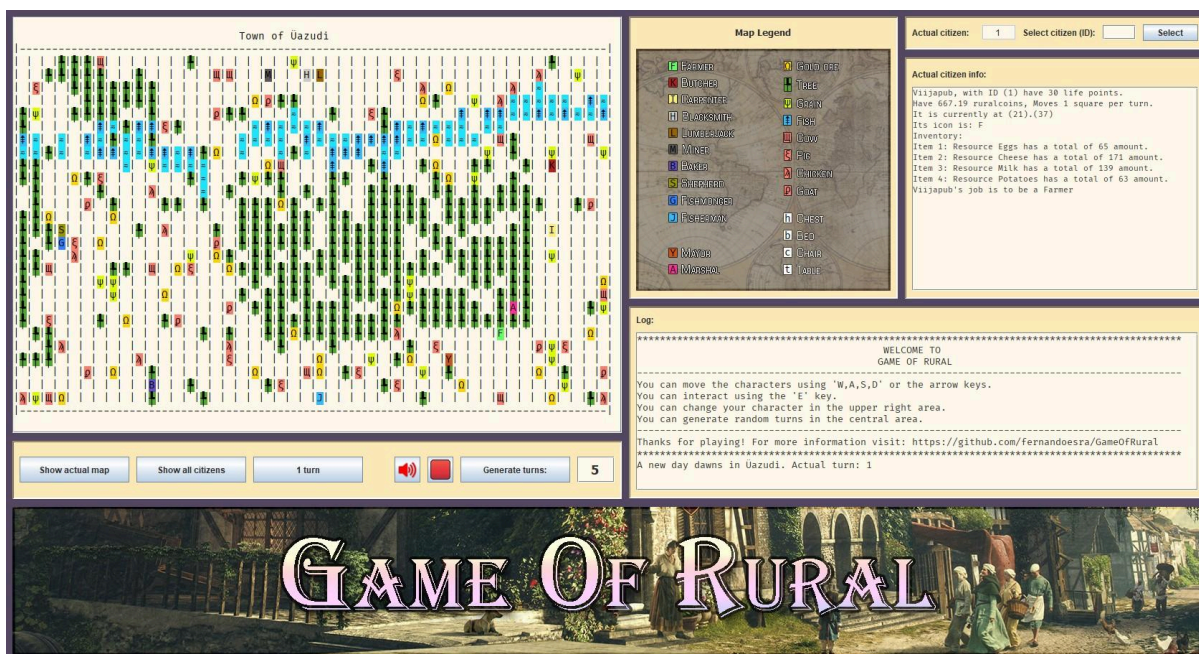 Town of Üazudi
Show actual map
Show all citizens
1 turn
Generate turns:
5
Map Legend
F Farmer
K Butcher
I Carpenter
H Blacksmith
L Lumberjack
M Miner
B Baker
S Shepherd
G Fishmonger
J Fisherman
Y Mayor
A Marshal
O Gold ore
Tree
Ψ Grain
Fish
Щ Cow
ξ Pig
λ Chicken
ρ Goat
h Chest
b Bed
c Chair
t Table
Actual citizen:
1
Select citizen (ID):
Select
Actual citizen info:
Viijapub, with ID (1) have 30 life points.
Have 667.19 ruralcoins, Moves 1 square per turn.
It is currently at (21).(37)
Its icon is: F
Inventory:
Item 1: Resource Eggs has a total of 65 amount.
Item 2: Resource Cheese has a total of 171 amount.
Item 3: Resource Milk has a total of 139 amount.
Item 4: Resource Potatoes has a total of 63 amount.
Viijapub's job is to be a Farmer
Log:
WELCOME TO
GAME OF RURAL
You can move the characters using 'W,A,S,D' or the arrow keys.
You can interact using the 'E' key.
You can change your character in the upper right area.
You can generate random turns in the central area.
Thanks for playing! For more information visit: https://github.com/fernandoesra/GameOfRural
A new day dawns in Üazudi. Actual turn: 1
Game Of Rural